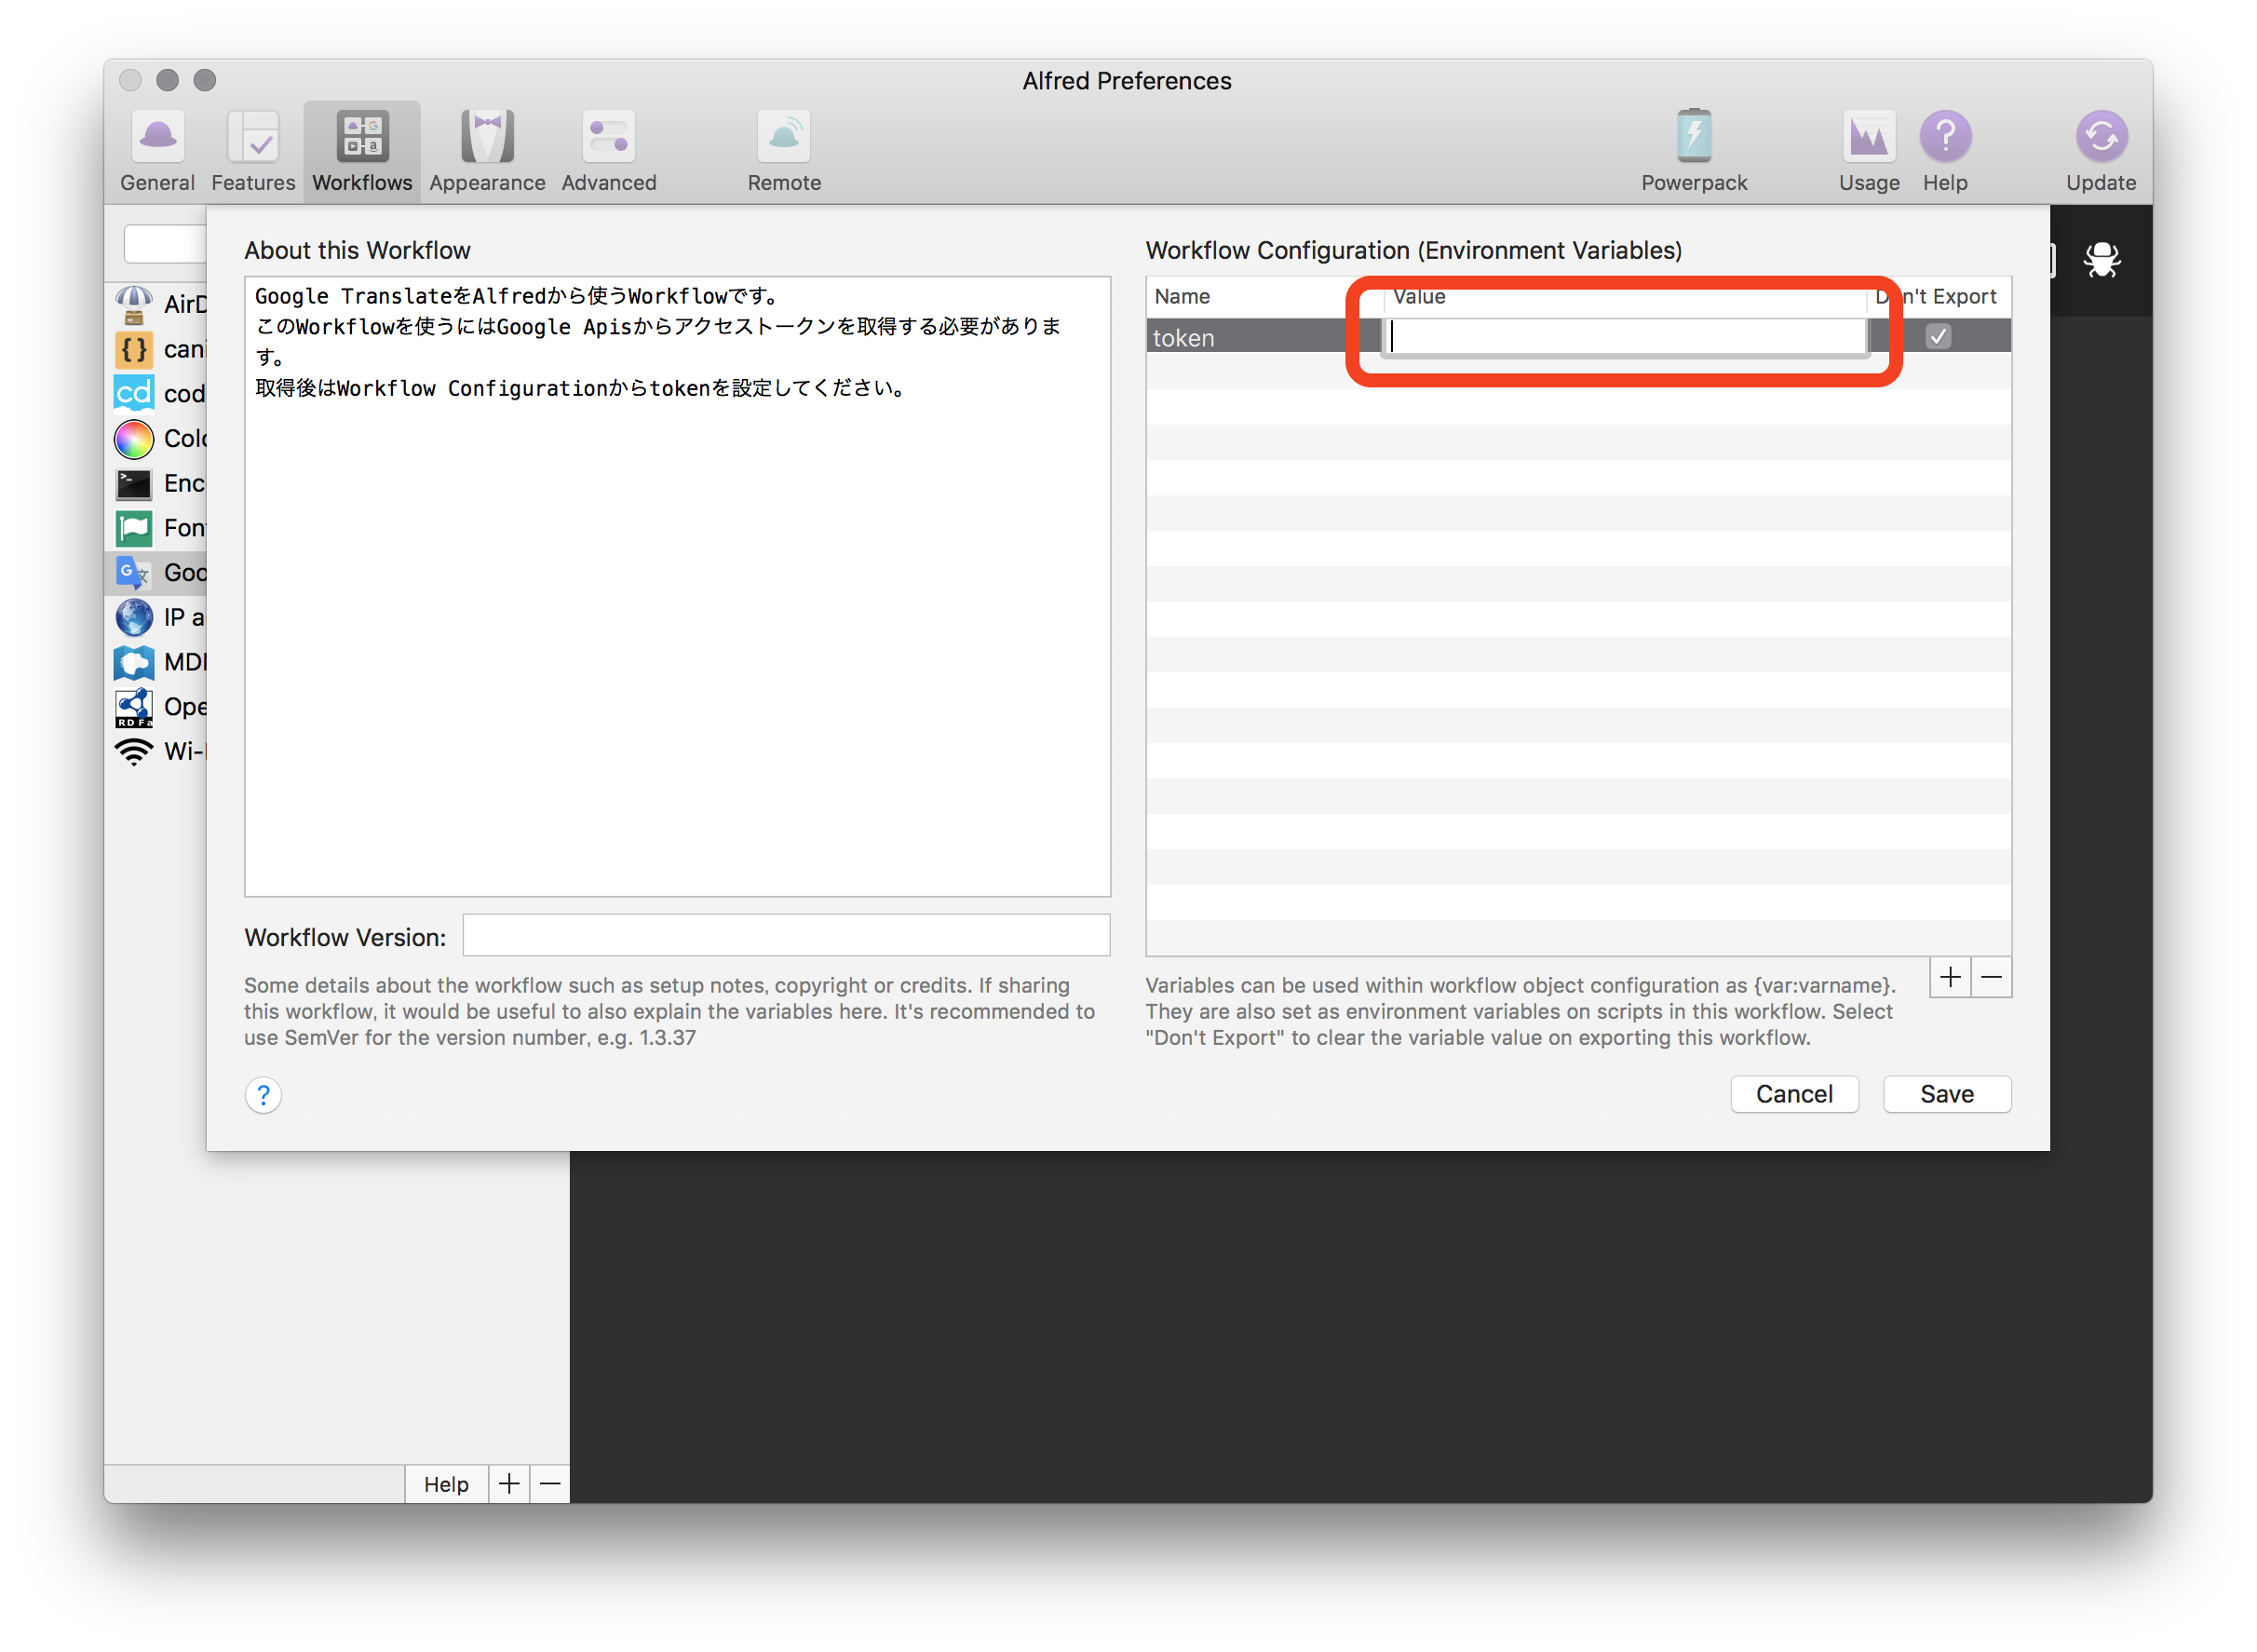 Alfred Preferences
General Features Workflows Appearance Advanced Remote Powerpack Usage Help Update
About this Workflow
Google TranslateをAlfredから使うWorkflowです。
このWorkflowを使うにはGoogle Apisからアクセストークンを取得する必要がありま
す。
取得後はWorkflow Configurationからtokenを設定してください。
Workflow Version:
Some details about the workflow such as setup notes, copyright or credits. If sharing
this workflow, it would be useful to also explain the variables here. It's recommended to
use SemVer for the version number, e.g. 1.3.37
Workflow Configuration (Environment Variables)
Name Value Don't Export
token
Variables can be used within workflow object configuration as {var:varname}.
They are also set as environment variables on scripts in this workflow. Select
"Don't Export" to clear the variable value on exporting this workflow.
? Cancel Save
AirD
cani
cod
Colo
Enc
Fon
Goo
IP a
MDN
Ope
Wi-
Help + −